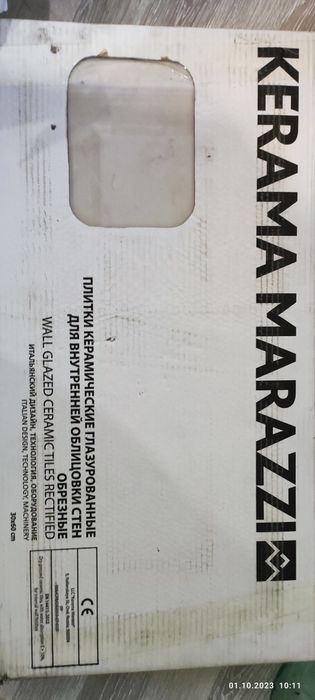 KERAMA MARAZZI
ПЛИТКИ КЕРАМИЧЕСКИЕ ГЛАЗУРОВАННЫЕ
ДЛЯ ВНУТРЕННЕЙ ОБЛИЦОВКИ СТЕН
ОБРЕЗНЫЕ
WALL GLAZED CERAMIC TILES RECTIFIED
ИТАЛЬЯНСКИЙ ДИЗАЙН, ТЕХНОЛОГИЯ, ОБОРУДОВАНИЕ
ITALIAN DESIGN, TECHNOLOGY, MACHINERY
30x60 cm
CE
01.10.2023 10:11